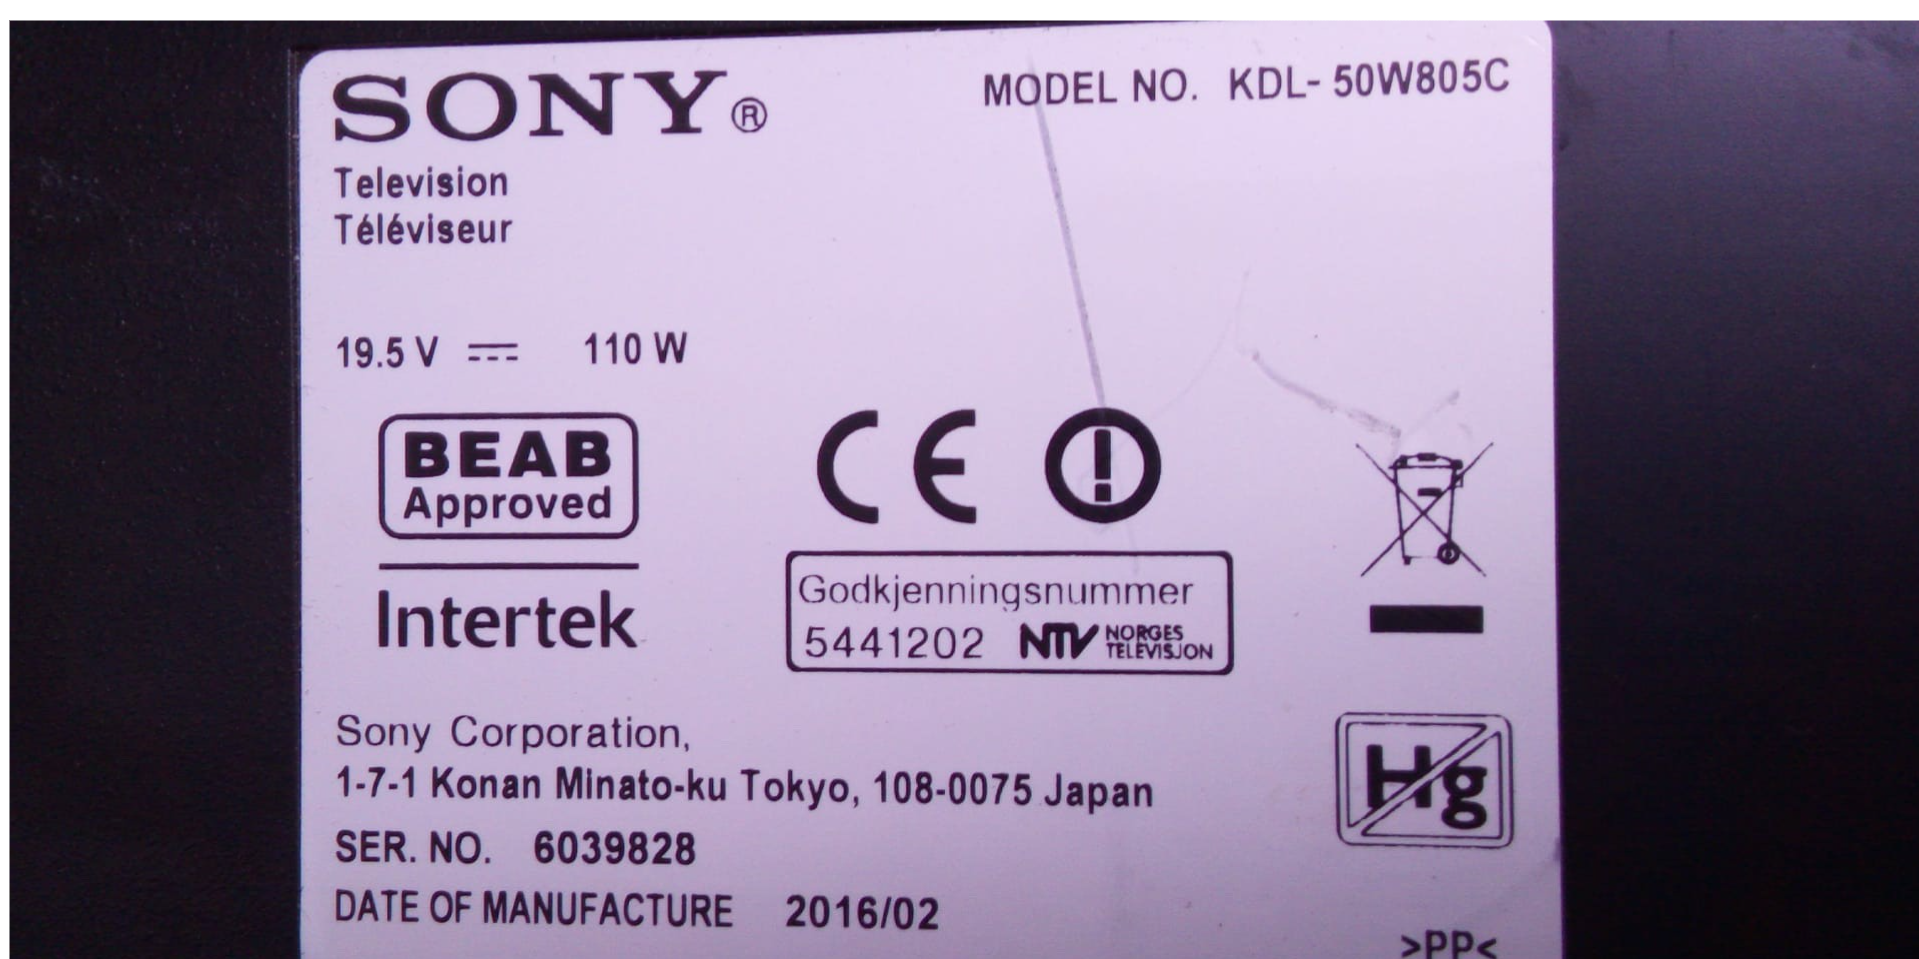 SONY®
MODEL NO. KDL-50W805C
Television
Téléviseur
19.5 V ⎓ 110 W
BEAB
Approved
Intertek
CE
Godkjenningsnummer
5441202 NTV NORGES TELEVISJON
Hg
Sony Corporation,
1-7-1 Konan Minato-ku Tokyo, 108-0075 Japan
SER. NO. 6039828
DATE OF MANUFACTURE 2016/02
>PP<